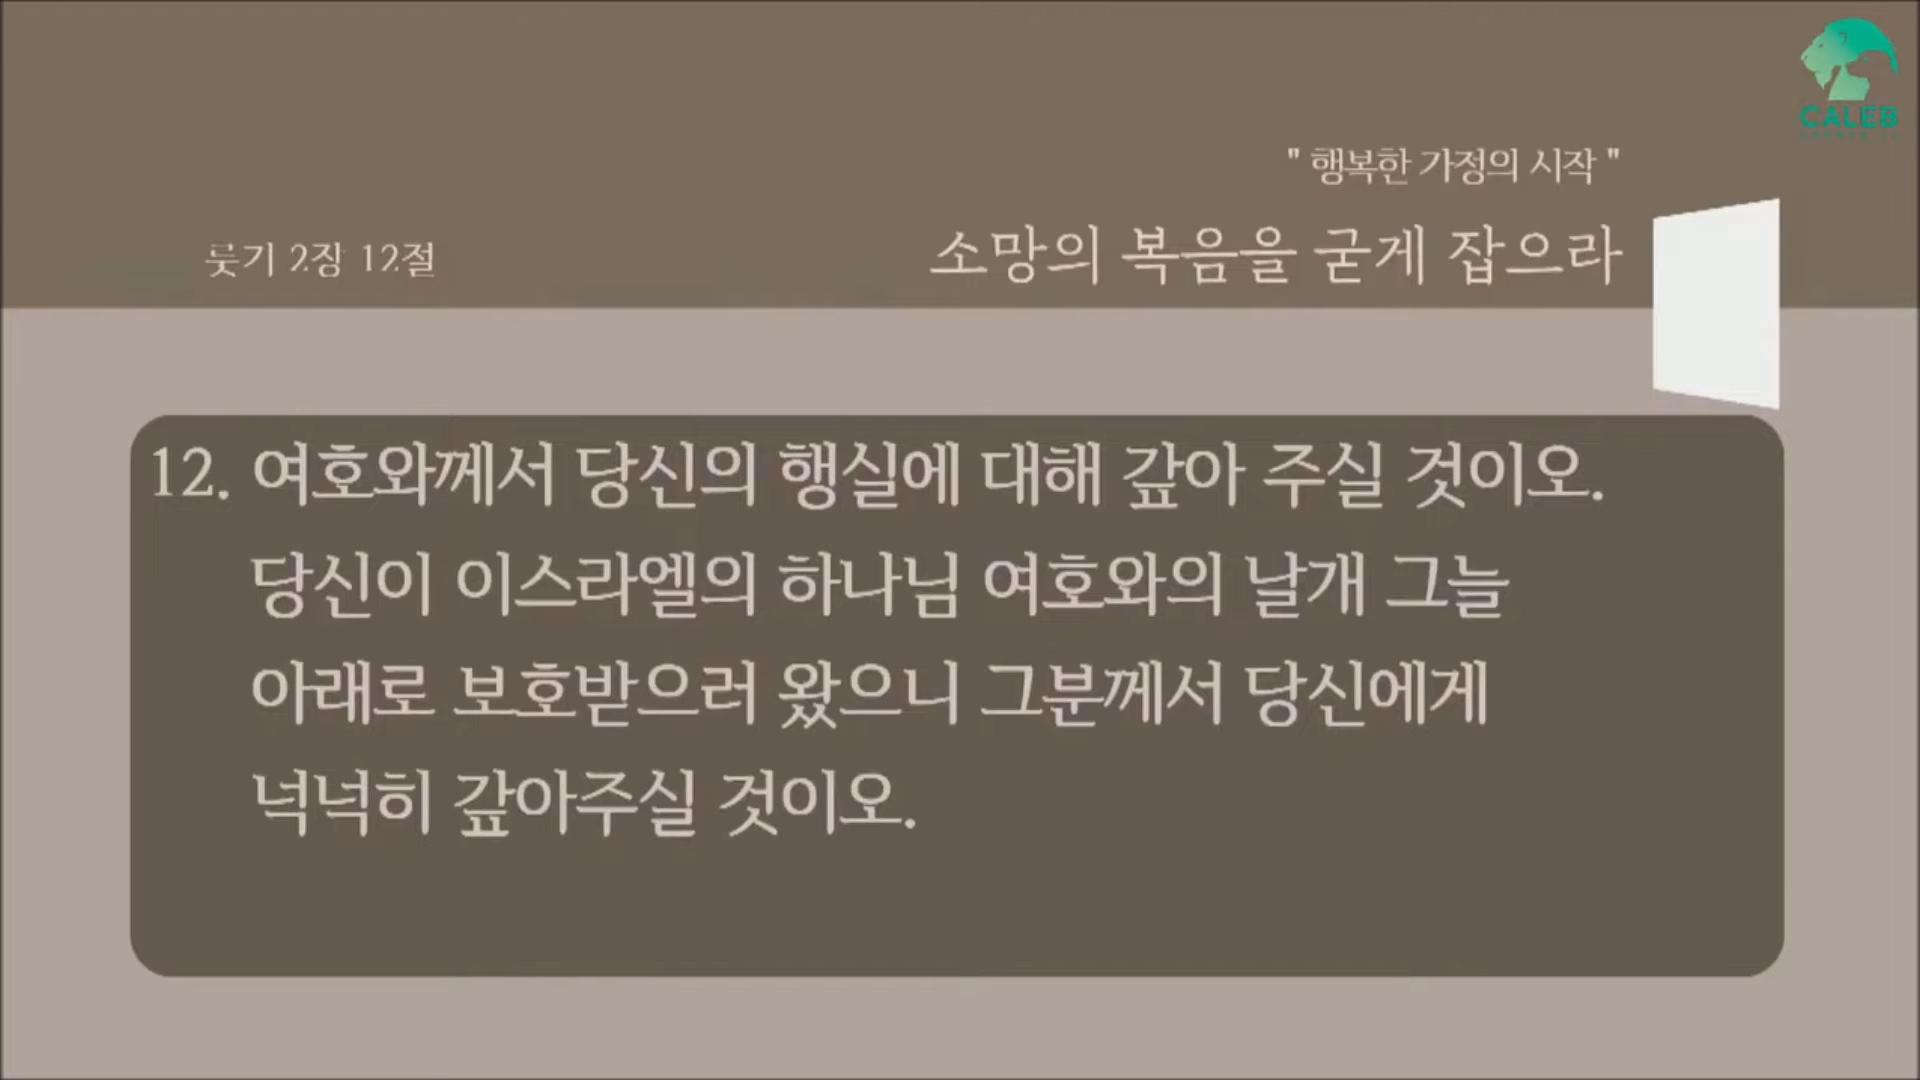 CALEB
" 행복한 가정의 시작 "
룻기 2장 12절
소망의 복음을 굳게 잡으라
12. 여호와께서 당신의 행실에 대해 갚아 주실 것이오.
당신이 이스라엘의 하나님 여호와의 날개 그늘
아래로 보호받으러 왔으니 그분께서 당신에게
넉넉히 갚아주실 것이오.